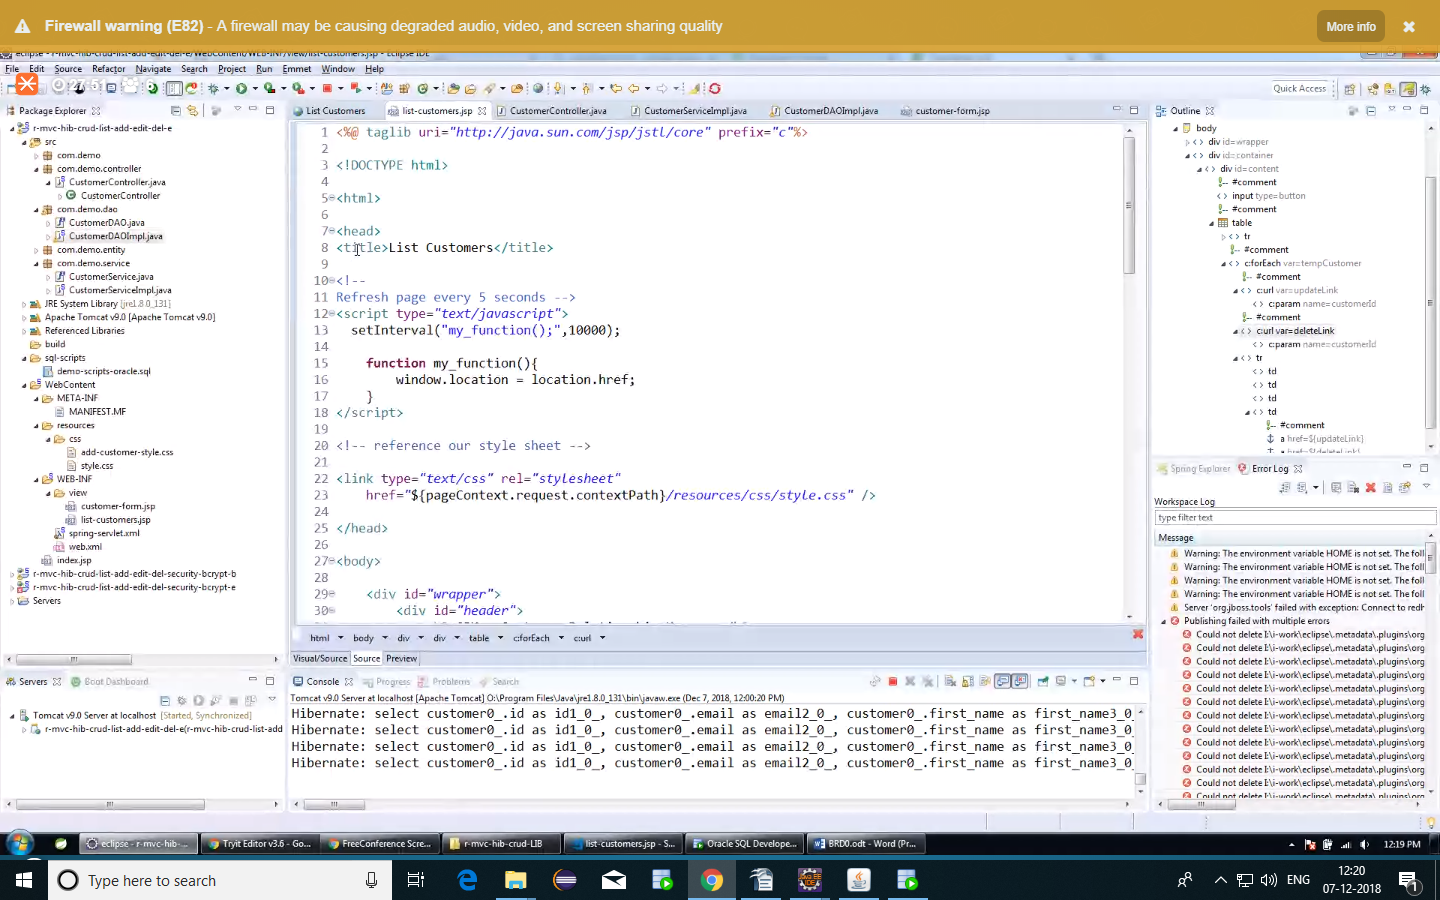 Firewall warning (E82) - A firewall may be causing degraded audio, video, and screen sharing quality
More info
eclipse - r-mvc-hib-crud-list-add-edit-del-e/WebContent/WEB-INF/view/list-customers.jsp - Eclipse IDE
File Edit Source Refactor Navigate Search Project Run Emmet Window Help
27:51
Quick Access
Package Explorer
r-mvc-hib-crud-list-add-edit-del-e
src
com.demo
com.demo.controller
CustomerController.java
CustomerController
com.demo.dao
CustomerDAO.java
CustomerDAOImpl.java
com.demo.entity
com.demo.service
CustomerService.java
CustomerServiceImpl.java
JRE System Library [jre1.8.0_131]
Apache Tomcat v9.0 [Apache Tomcat v9.0]
Referenced Libraries
build
sql-scripts
demo-scripts-oracle.sql
WebContent
META-INF
MANIFEST.MF
resources
css
add-customer-style.css
style.css
WEB-INF
view
customer-form.jsp
list-customers.jsp
spring-servlet.xml
web.xml
index.jsp
r-mvc-hib-crud-list-add-edit-del-security-bcrypt-b
r-mvc-hib-crud-list-add-edit-del-security-bcrypt-e
Servers
List Customers list-customers.jsp CustomerController.java CustomerServiceImpl.java CustomerDAOImpl.java customer-form.jsp
1 <%@ taglib uri="http://java.sun.com/jsp/jstl/core" prefix="c"%>
2
3 <!DOCTYPE html>
4
5 <html>
6
7 <head>
8 <title>List Customers</title>
9
10 <!--
11 Refresh page every 5 seconds -->
12 <script type="text/javascript">
13 setInterval("my_function();",10000);
14
15 function my_function(){
16 window.location = location.href;
17 }
18 </script>
19
20 <!-- reference our style sheet -->
21
22 <link type="text/css" rel="stylesheet"
23 href="${pageContext.request.contextPath}/resources/css/style.css" />
24
25 </head>
26
27 <body>
28
29 <div id="wrapper">
30 <div id="header">
html body div div table c:forEach c:url
Visual/Source Source Preview
Outline
body
div id=wrapper
div id=container
div id=content
#comment
input type=button
#comment
table
tr
#comment
c:forEach var=tempCustomer
#comment
c:url var=updateLink
c:param name=customerId
#comment
c:url var=deleteLink
c:param name=customerId
tr
td
td
td
td
#comment
a href=${updateLink}
a href=${deleteLink}
Spring Explorer Error Log
Workspace Log
type filter text
Message
Warning: The environment variable HOME is not set. The foll
Warning: The environment variable HOME is not set. The foll
Warning: The environment variable HOME is not set. The foll
Warning: The environment variable HOME is not set. The foll
Server 'org.jboss.tools' failed with exception: Connect to redh
Publishing failed with multiple errors
Could not delete I:\i-work\eclipse\.metadata\.plugins\org
Could not delete I:\i-work\eclipse\.metadata\.plugins\org
Could not delete I:\i-work\eclipse\.metadata\.plugins\org
Could not delete I:\i-work\eclipse\.metadata\.plugins\org
Could not delete I:\i-work\eclipse\.metadata\.plugins\org
Could not delete I:\i-work\eclipse\.metadata\.plugins\org
Could not delete I:\i-work\eclipse\.metadata\.plugins\org
Could not delete I:\i-work\eclipse\.metadata\.plugins\org
Could not delete I:\i-work\eclipse\.metadata\.plugins\org
Could not delete I:\i-work\eclipse\.metadata\.plugins\org
Could not delete I:\i-work\eclipse\.metadata\.plugins\org
Could not delete I:\i-work\eclipse\.metadata\.plugins\org
Could not delete I:\i-work\eclipse\.metadata\.plugins\org
Servers Boot Dashboard
Tomcat v9.0 Server at localhost [Started, Synchronized]
r-mvc-hib-crud-list-add-edit-del-e(r-mvc-hib-crud-list-add
Console Progress Problems Search
Tomcat v9.0 Server at localhost [Apache Tomcat] O:\Program Files\Java\jre1.8.0_131\bin\javaw.exe (Dec 7, 2018, 12:00:20 PM)
Hibernate: select customer0_.id as id1_0_, customer0_.email as email2_0_, customer0_.first_name as first_name3_0
Hibernate: select customer0_.id as id1_0_, customer0_.email as email2_0_, customer0_.first_name as first_name3_0
Hibernate: select customer0_.id as id1_0_, customer0_.email as email2_0_, customer0_.first_name as first_name3_0
Hibernate: select customer0_.id as id1_0_, customer0_.email as email2_0_, customer0_.first_name as first_name3_0
eclipse - r-mvc-hib-... Tryit Editor v3.6 - Go... FreeConference Scre... r-mvc-hib-crud-LIB list-customers.jsp - S... Oracle SQL Develope... BRD0.odt - Word (Pr...
12:19 PM
Type here to search
ENG
12:20
07-12-2018
1